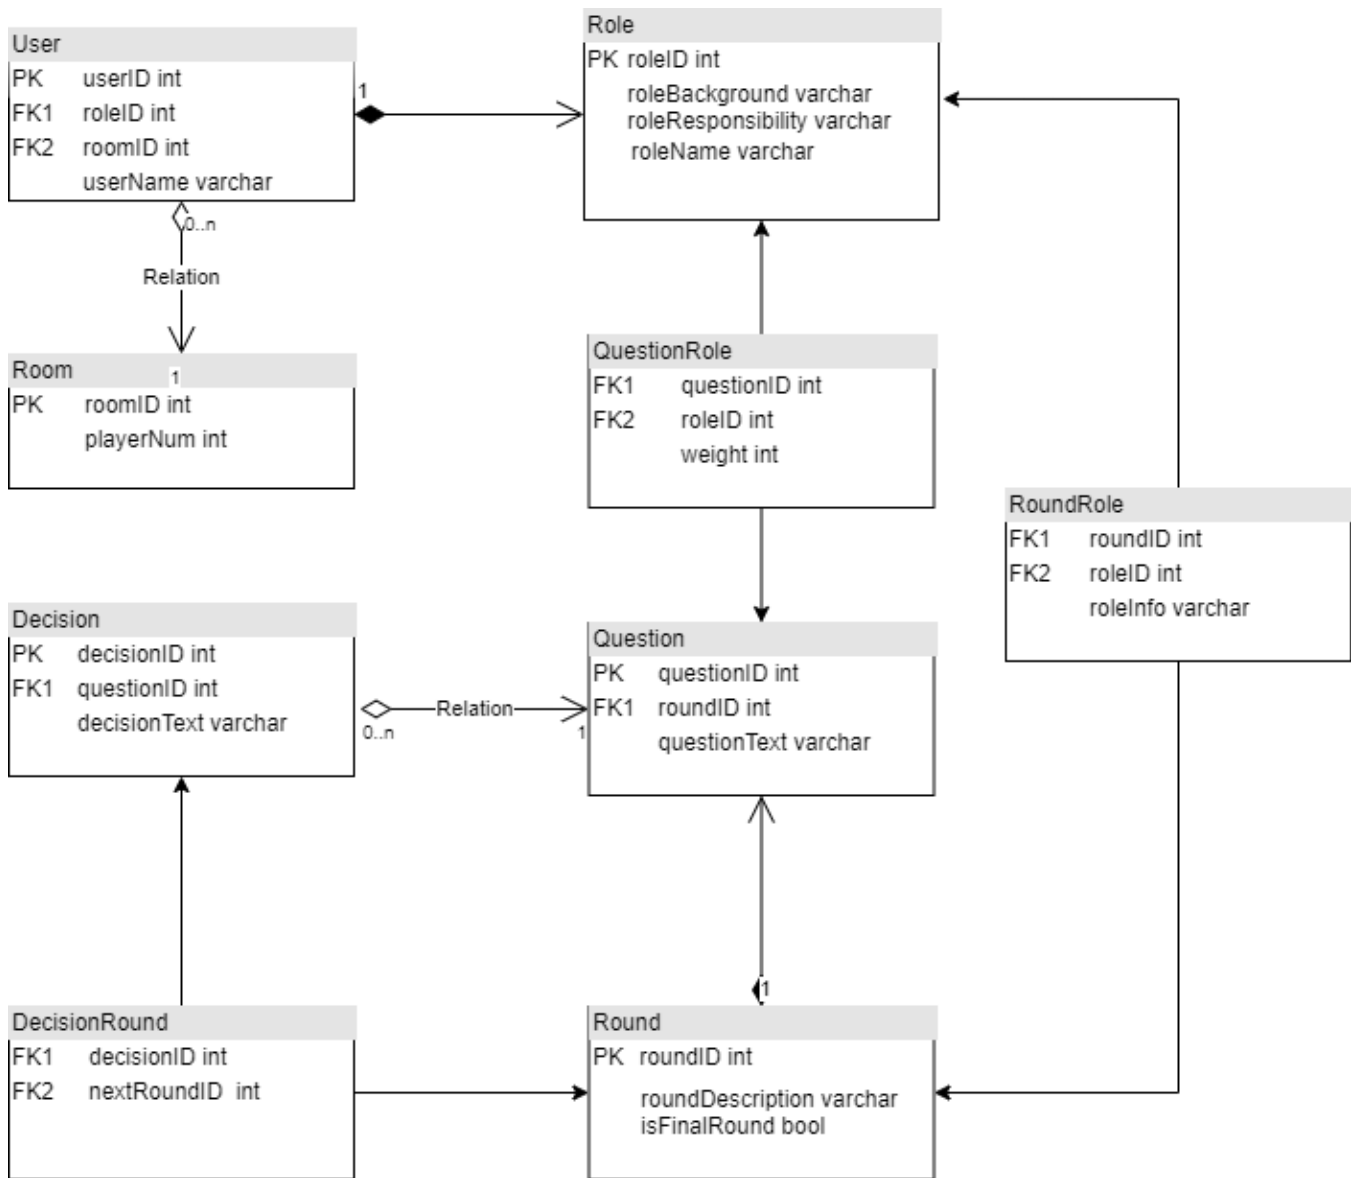 User
PK userID int
FK1 roleID int
FK2 roomID int
userName varchar
1
0..n
Relation
Role
PK roleID int
roleBackground varchar
roleResponsibility varchar
roleName varchar
Room
1
PK roomID int
playerNum int
QuestionRole
FK1 questionID int
FK2 roleID int
weight int
RoundRole
FK1 roundID int
FK2 roleID int
roleInfo varchar
Decision
PK decisionID int
FK1 questionID int
decisionText varchar
0..n
Relation
1
Question
PK questionID int
FK1 roundID int
questionText varchar
1
DecisionRound
FK1 decisionID int
FK2 nextRoundID int
Round
PK roundID int
roundDescription varchar
isFinalRound bool